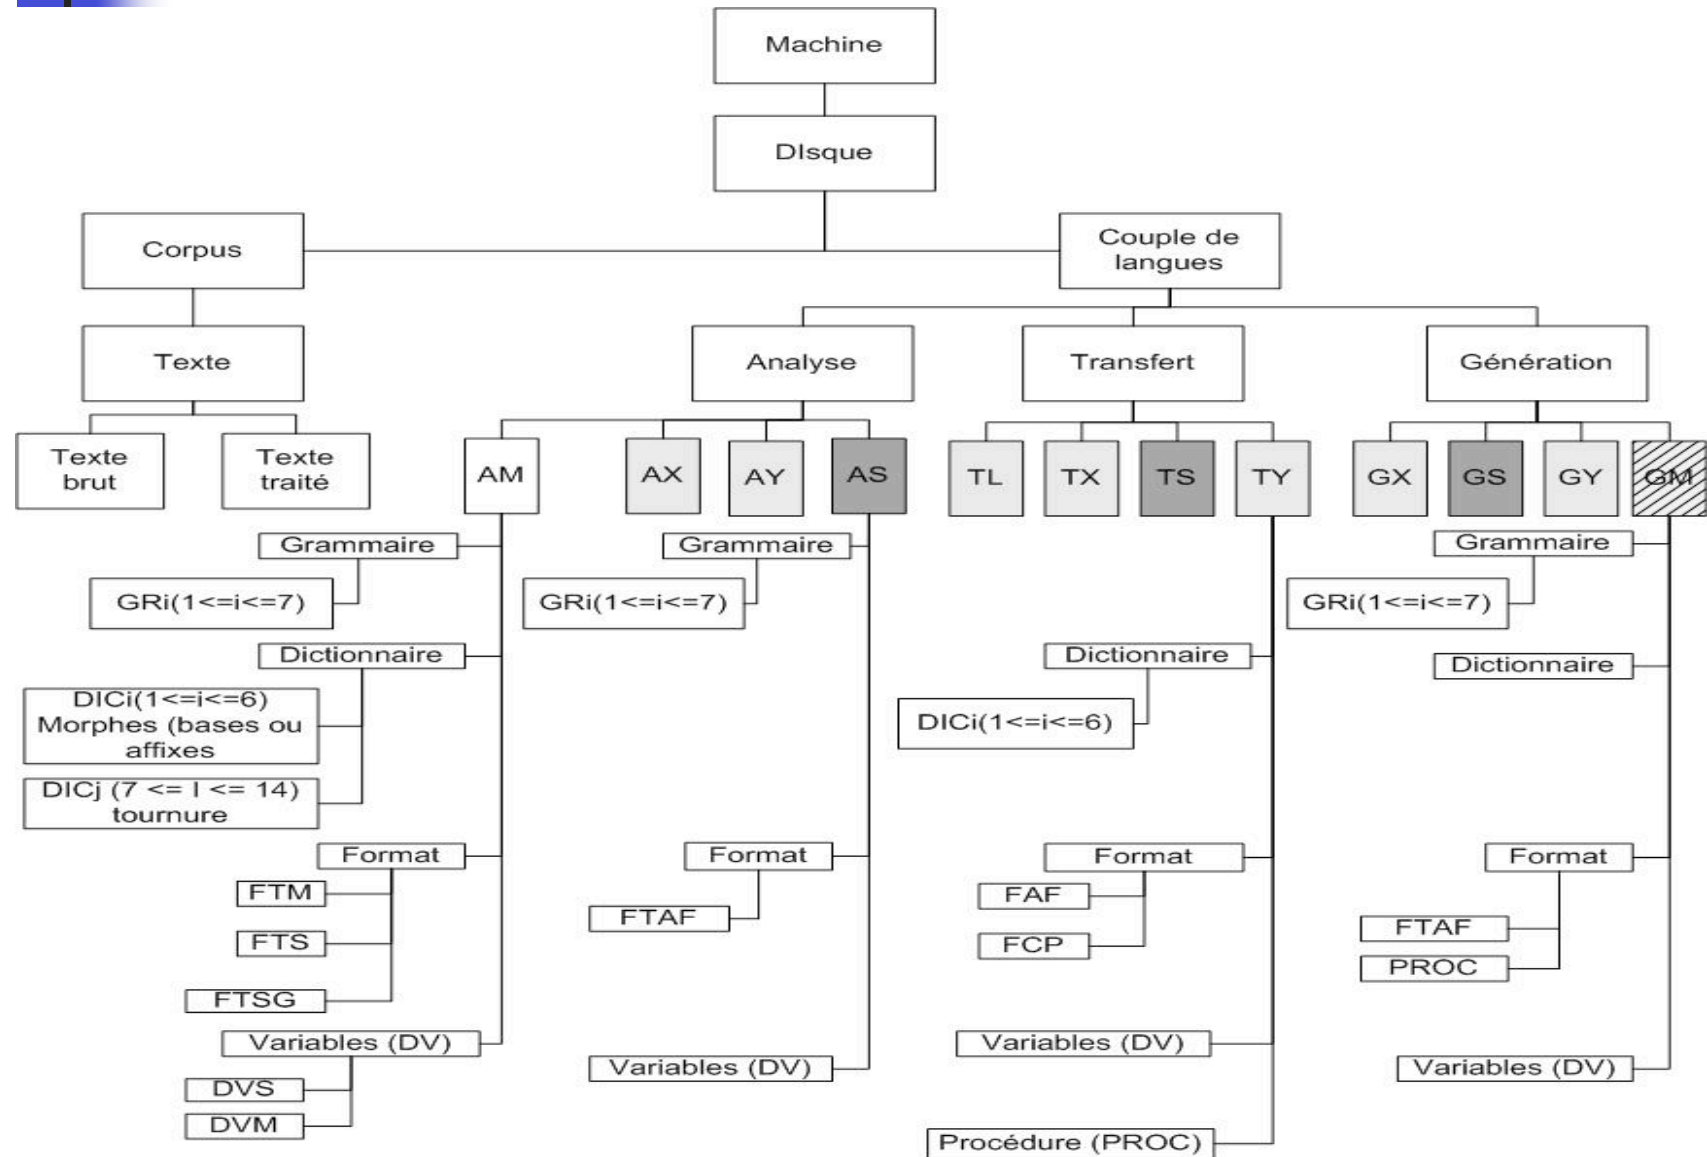 Machine
DIsque
Corpus
Couple de
langues
Texte
Analyse
Transfert
Génération
Texte
brut
Texte
traité
AM
AX
AY
AS
TL
TX
TS
TY
GX
GS
GY
GM
Grammaire
GRi(1<=i<=7)
Dictionnaire
DICi(1<=i<=6)
Morphes (bases ou
affixes
DICj (7 <= l <= 14)
tournure
Format
FTM
FTS
FTSG
Variables (DV)
DVS
DVM
Grammaire
GRi(1<=i<=7)
Format
FTAF
Variables (DV)
Dictionnaire
DICi(1<=i<=6)
Format
FAF
FCP
Variables (DV)
Procédure (PROC)
Grammaire
GRi(1<=i<=7)
Dictionnaire
Format
FTAF
PROC
Variables (DV)